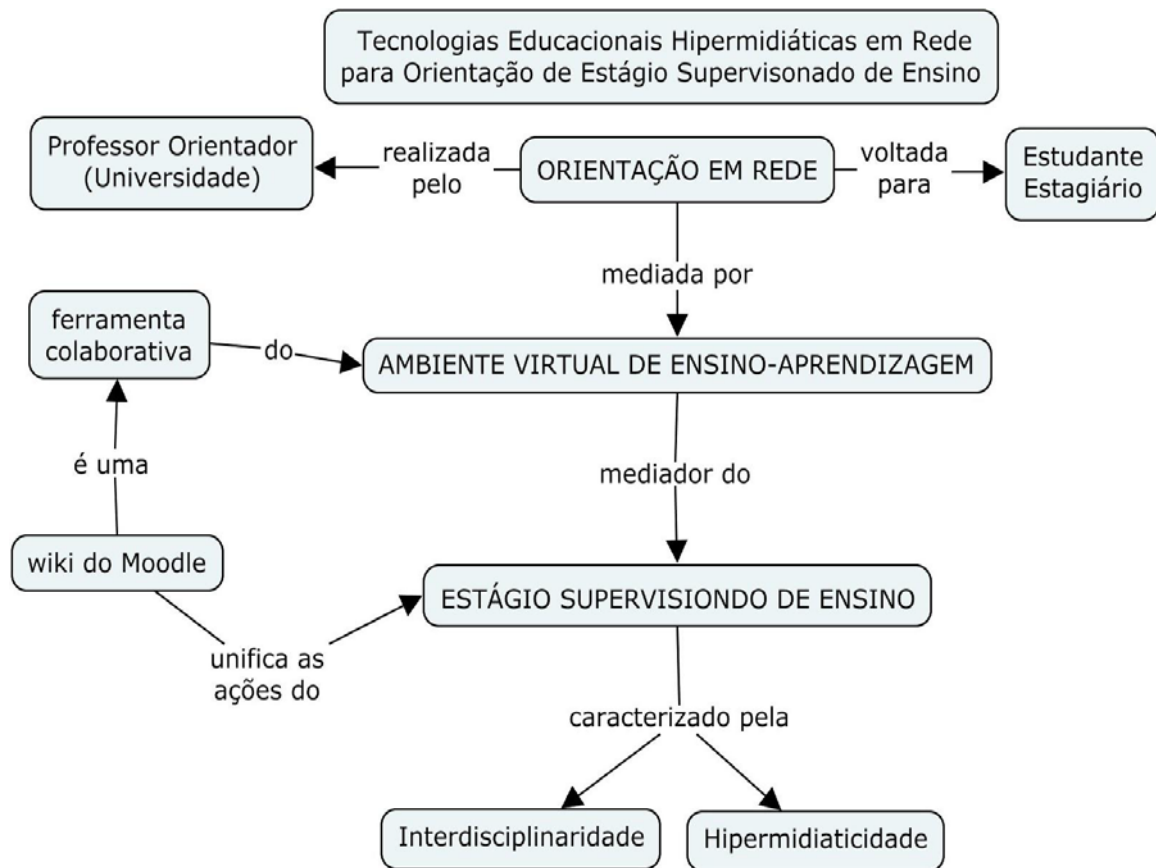 Tecnologias Educacionais Hipermidiáticas em Rede
para Orientação de Estágio Supervisonado de Ensino
Professor Orientador
(Universidade)
realizada
pelo
ORIENTAÇÃO EM REDE
voltada
para
Estudante
Estagiário
mediada por
ferramenta
colaborativa
do
AMBIENTE VIRTUAL DE ENSINO-APRENDIZAGEM
é uma
mediador do
wiki do Moodle
ESTÁGIO SUPERVISIONDO DE ENSINO
unifica as
ações do
caracterizado pela
Interdisciplinaridade
Hipermidiaticidade